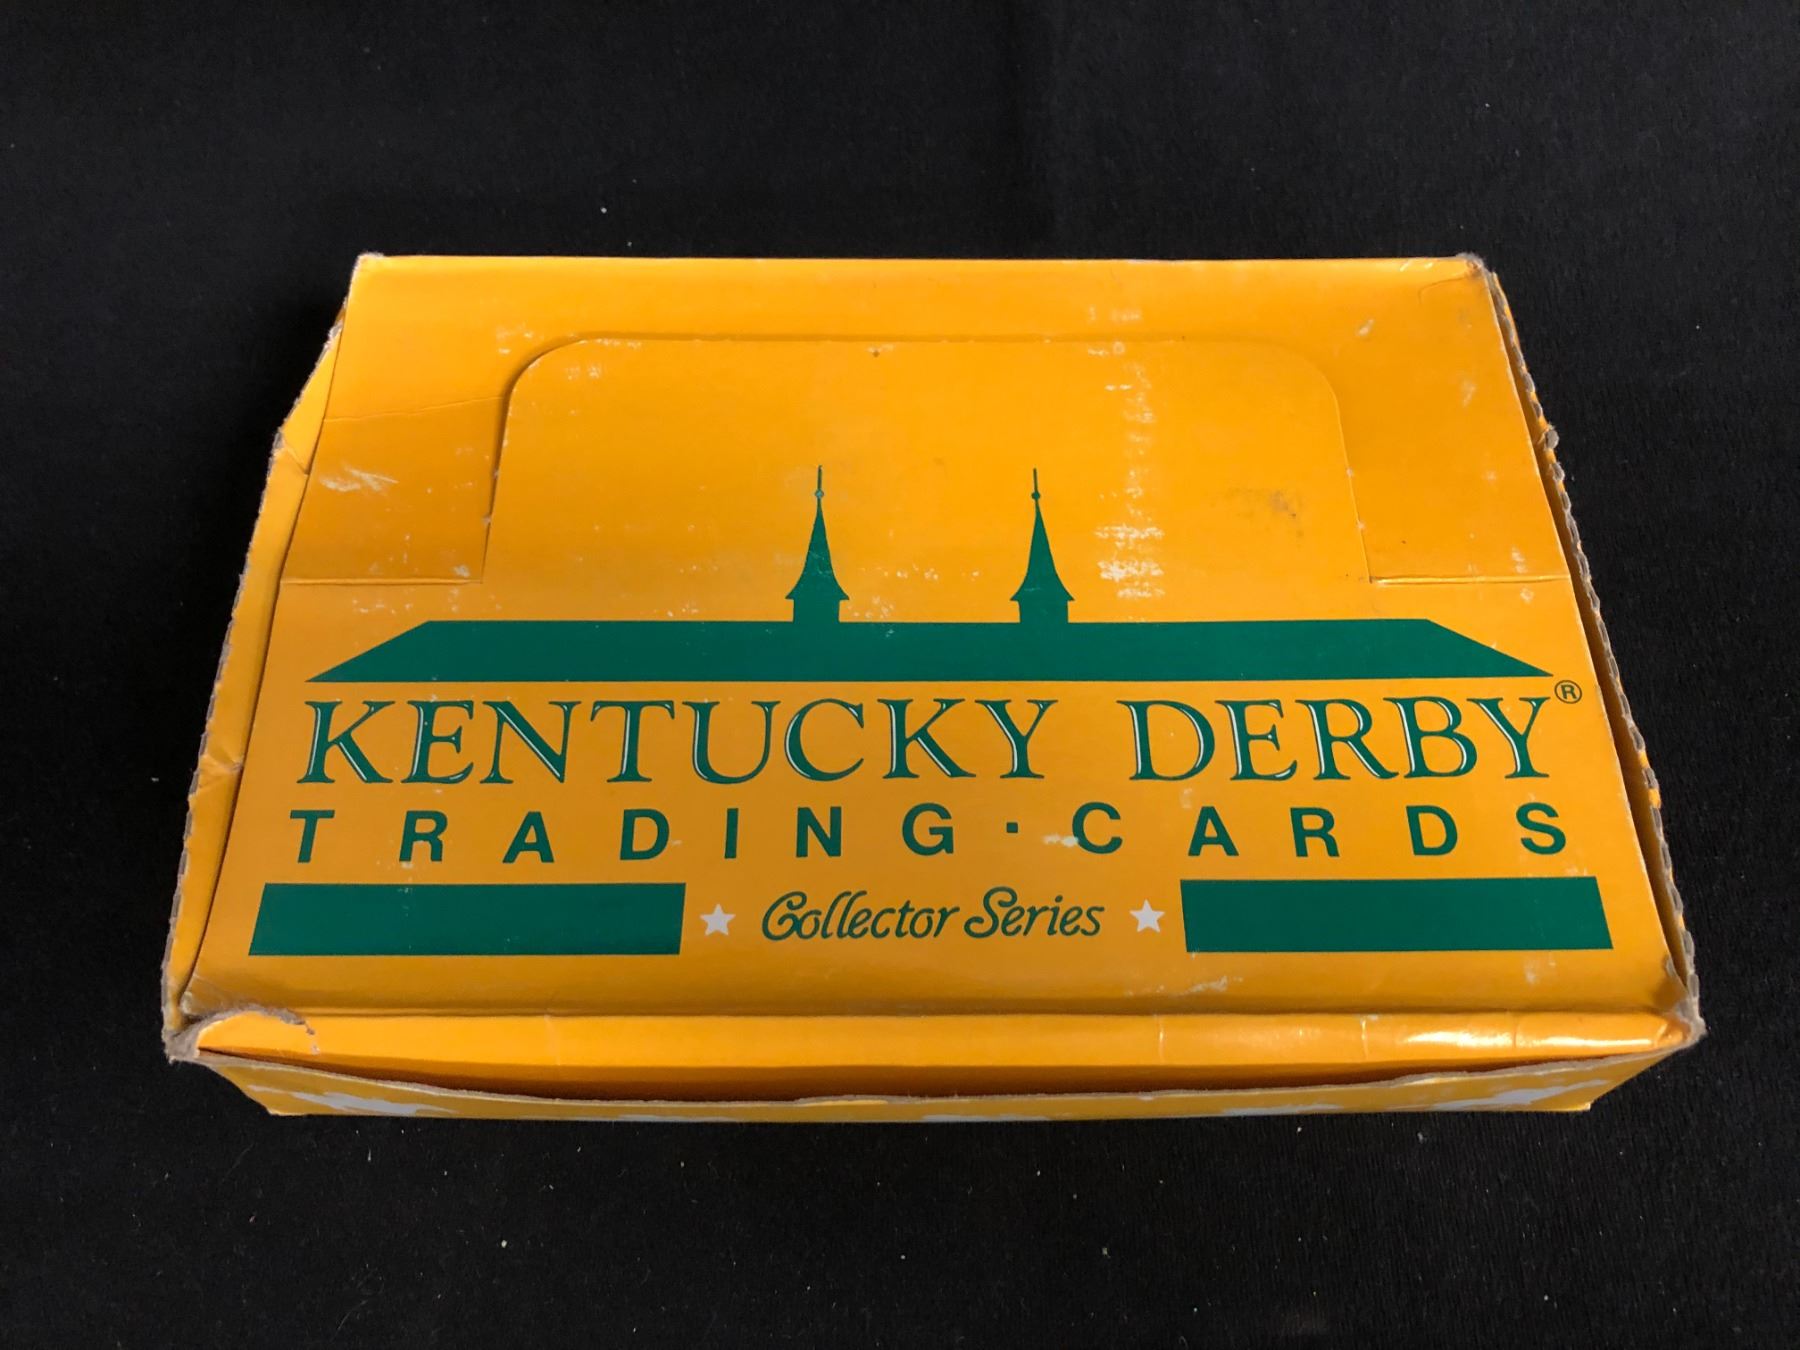 KENTUCKY DERBY®
TRADING · CARDS
Collector Series